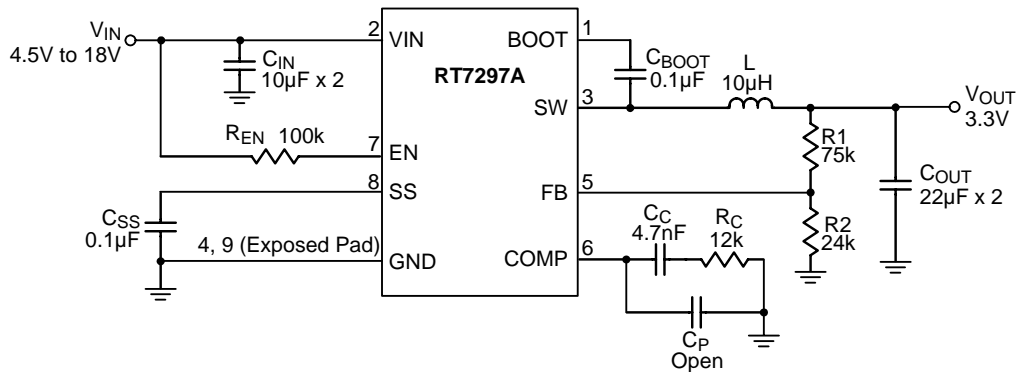 VIN
4.5V to 18V
CIN
10µF x 2
REN 100k
CSS
0.1µF
4, 9 (Exposed Pad)
2
VIN
RT7297A
7
EN
8
SS
GND
BOOT
1
SW
3
FB
5
COMP
6
CBOOT
0.1µF
L
10µH
VOUT
3.3V
R1
75k
COUT
22µF x 2
R2
24k
CC
4.7nF
RC
12k
CP
Open